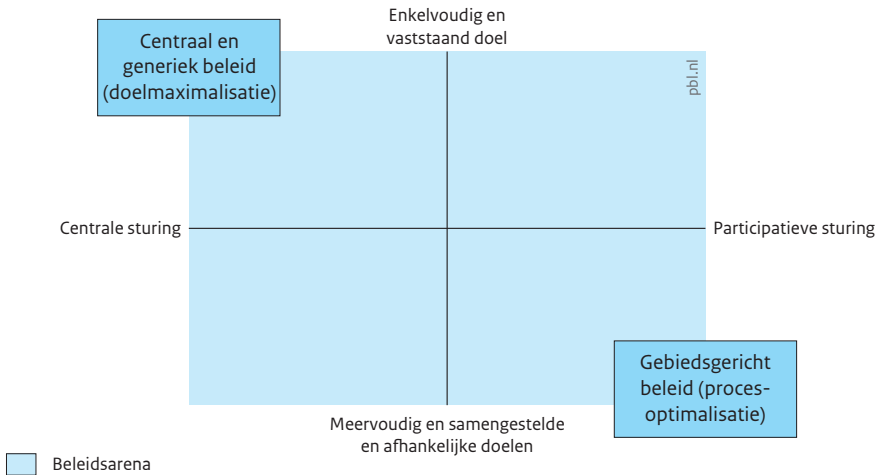 Enkelvoudig en
vaststaand doel
Centraal en
generiek beleid
(doelmaximalisatie)
pbl.nl
Centrale sturing
Participatieve sturing
Gebiedsgericht
beleid (proces-
optimalisatie)
Meervoudig en samengestelde
en afhankelijke doelen
Beleidsarena